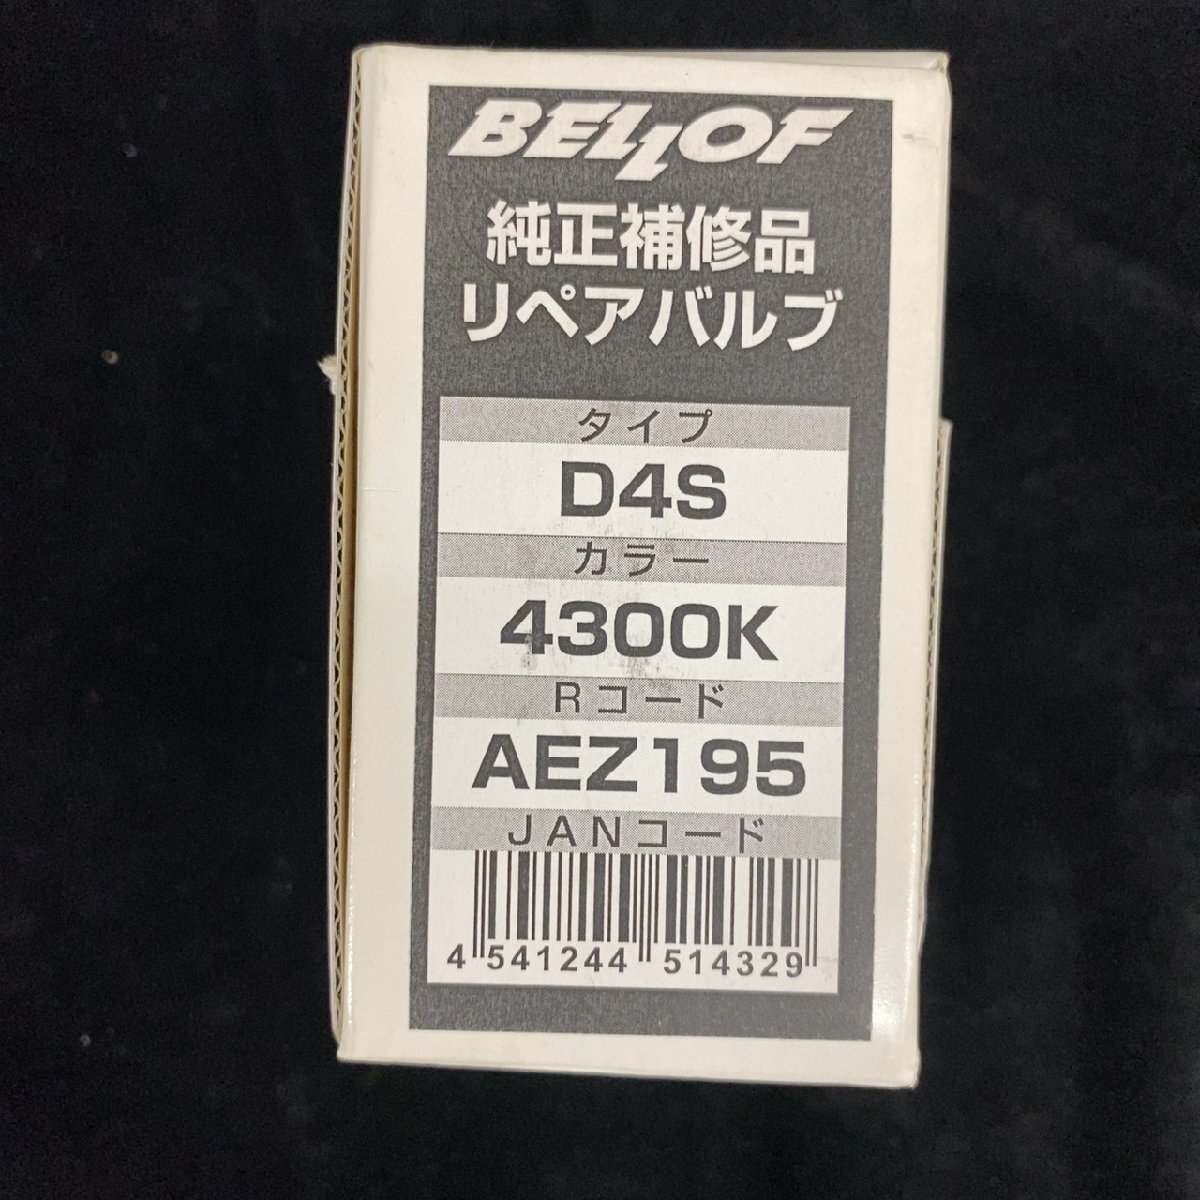 BELLOF
純正補修品
リペアバルブ
タイプ
D4S
カラー
4300K
Rコード
AEZ195
JANコード
4 541244 514329